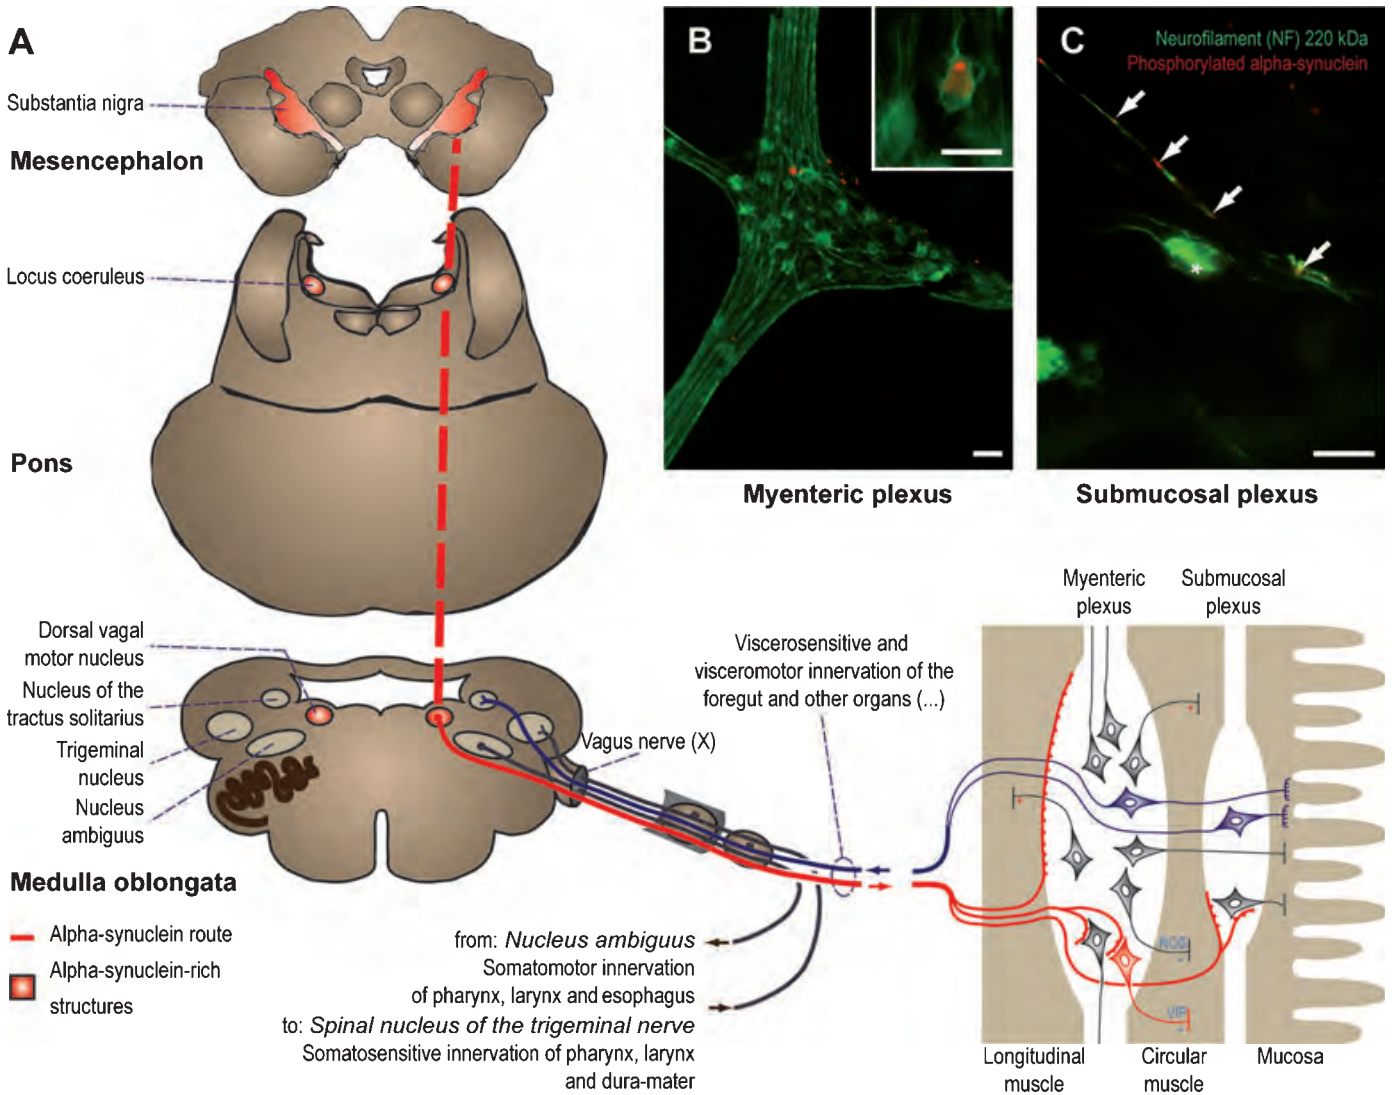 A
Substantia nigra
Mesencephalon
Locus coeruleus
Pons
Dorsal vagal
motor nucleus
Nucleus of the
tractus solitarius
Trigeminal
nucleus
Nucleus
ambiguus
Medulla oblongata
Alpha-synuclein route
Alpha-synuclein-rich
structures
B
Myenteric plexus
C
Neurofilament (NF) 220 kDa
Phosphorylated alpha-synuclein
*
Submucosal plexus
Viscerosensitive and
visceromotor innervation of the
foregut and other organs (...)
Vagus nerve (X)
from: Nucleus ambiguus
Somatomotor innervation
of pharynx, larynx and esophagus
to: Spinal nucleus of the trigeminal nerve
Somatosensitive innervation of pharynx, larynx
and dura-mater
Myenteric
plexus
Submucosal
plexus
+
+
NOS
-
VIP
-
Longitudinal
muscle
Circular
muscle
Mucosa